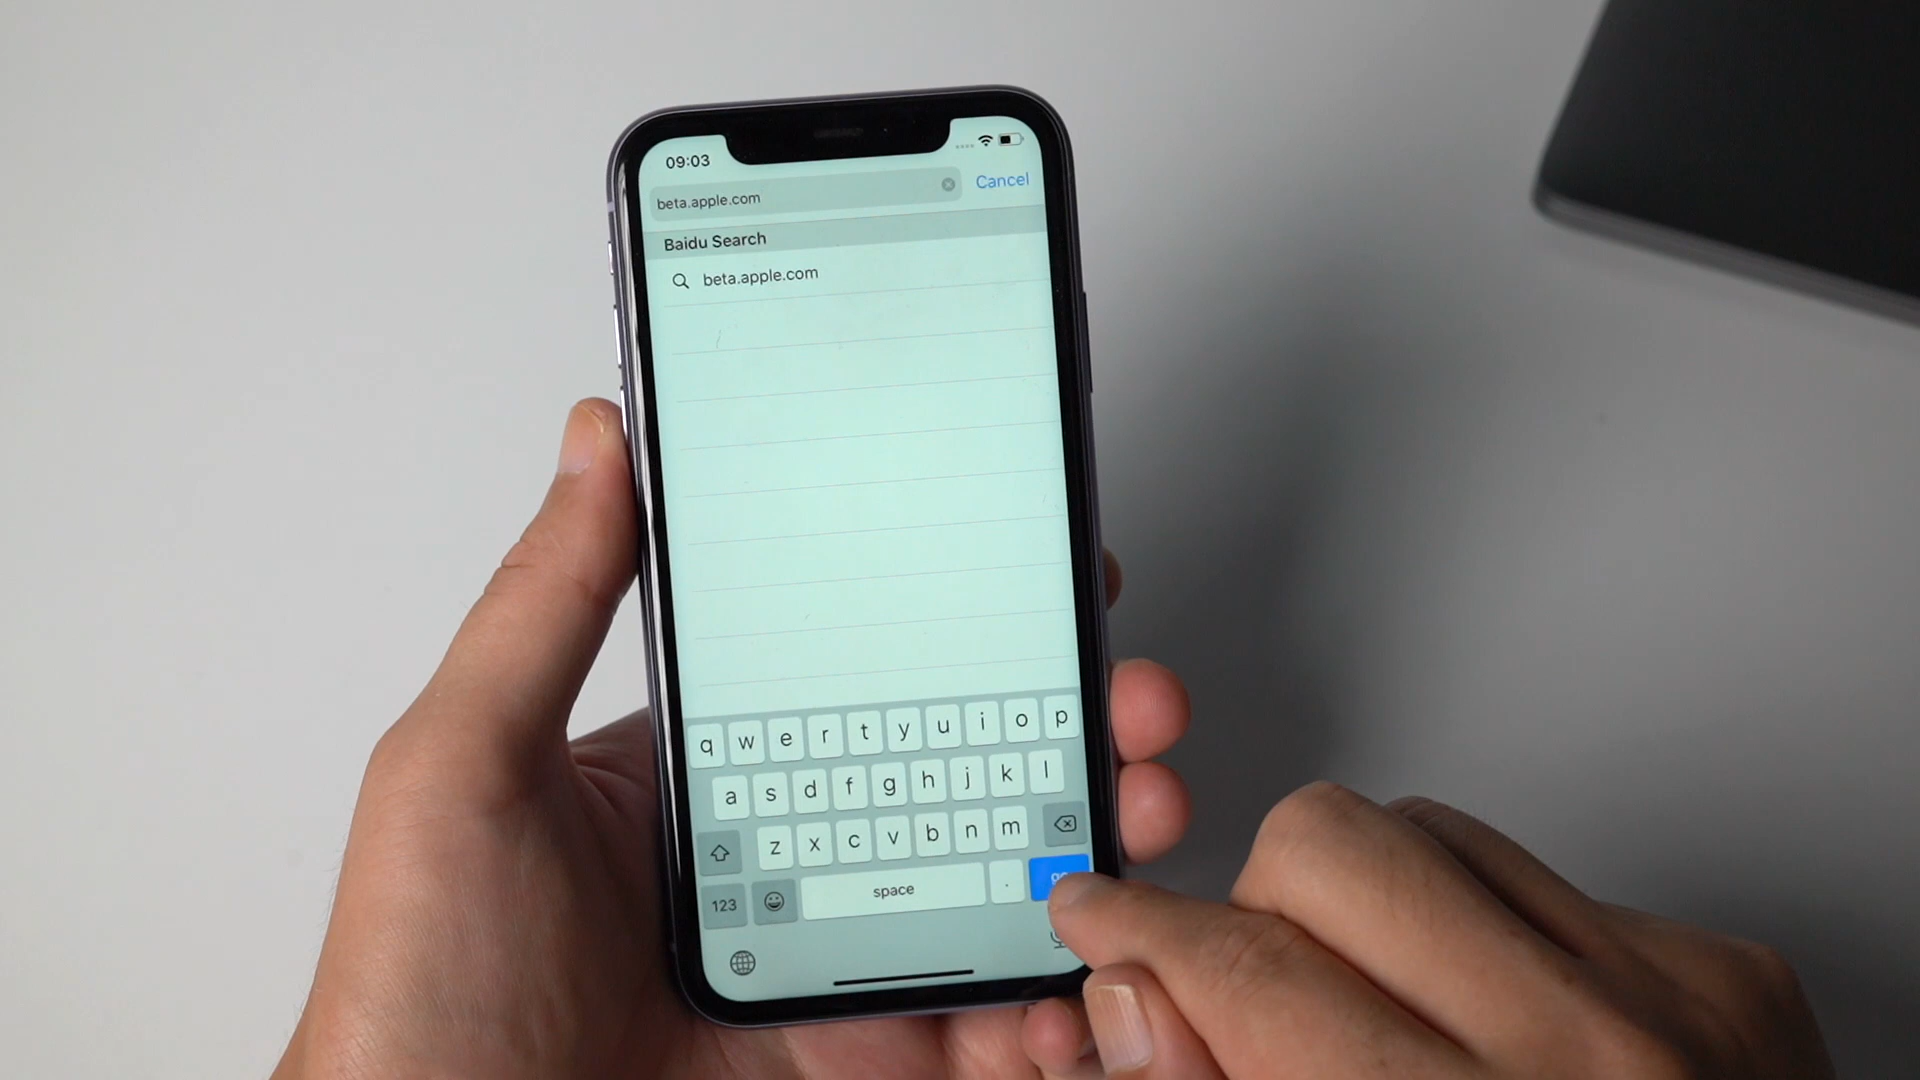 09:03
beta.apple.com
Cancel
Baidu Search
beta.apple.com
q w e r t y u i o p
a s d f g h j k l
z x c v b n m
123
space
.